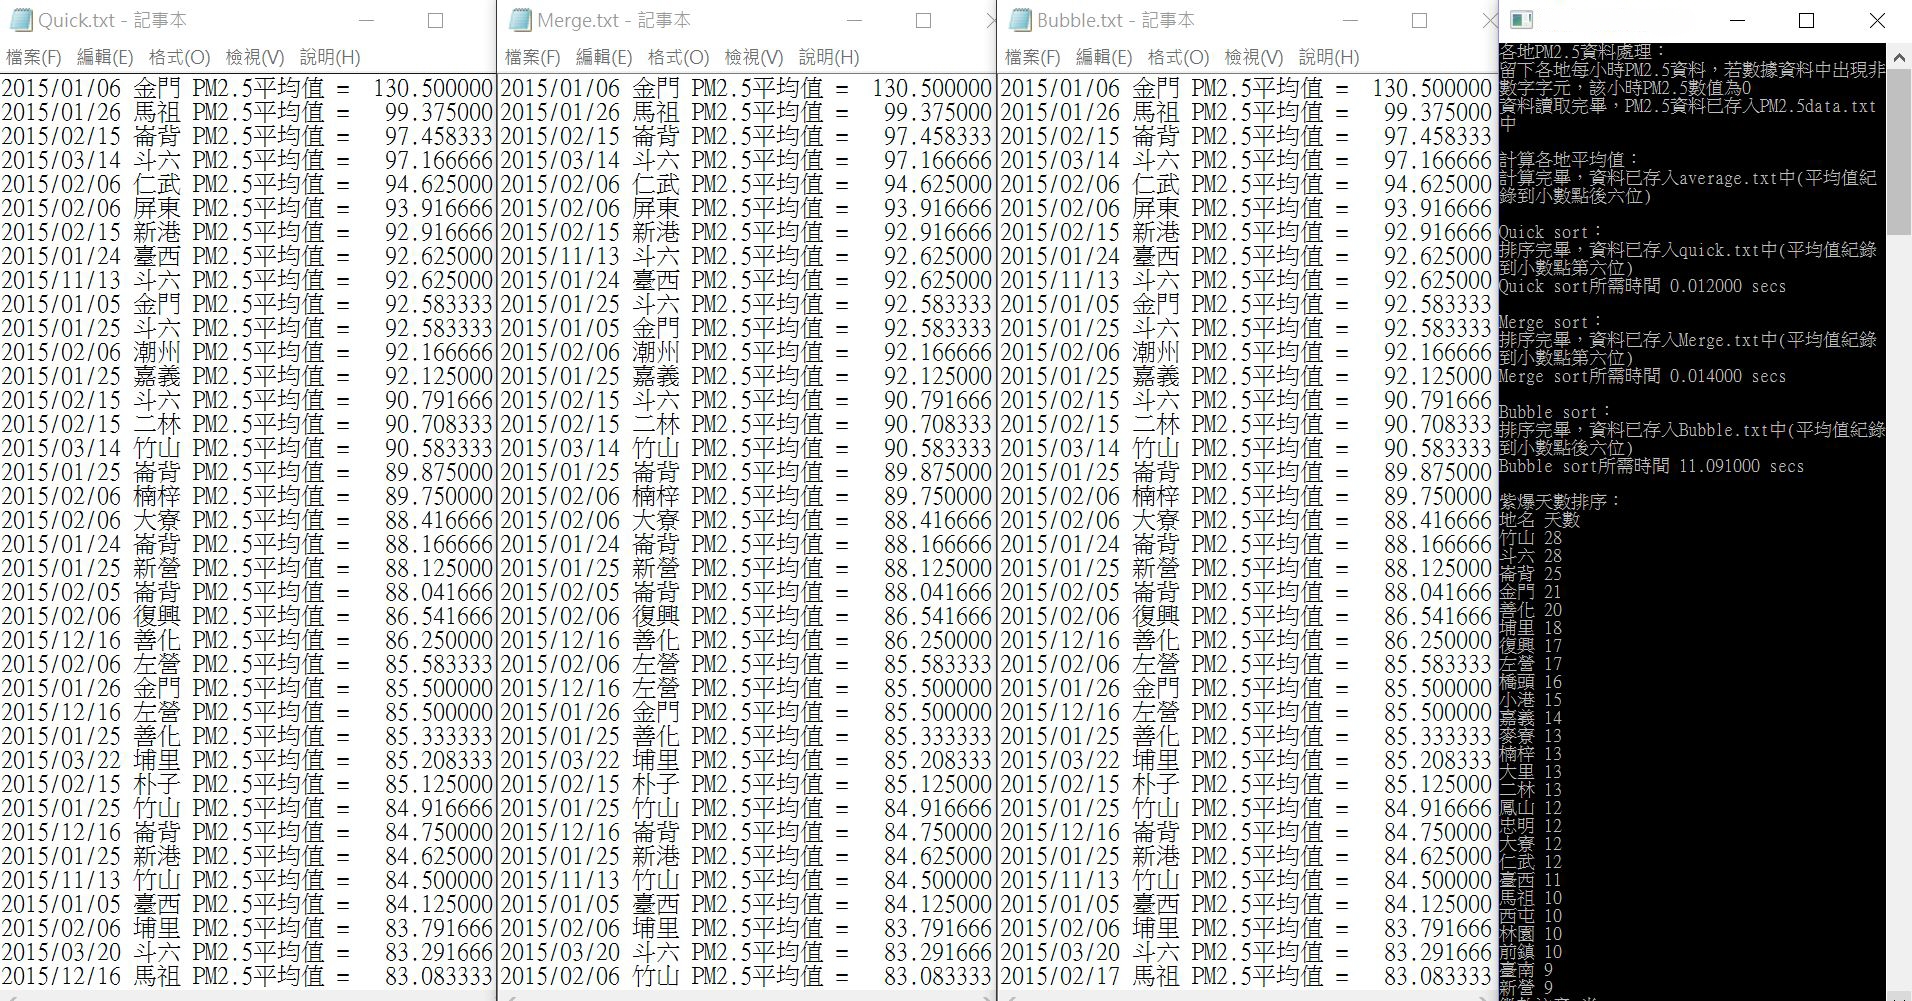 Quick.txt - 記事本
檔案(F) 編輯(E) 格式(O) 檢視(V) 說明(H)
2015/01/06 金門 PM2.5平均值 = 130.500000
2015/01/26 馬祖 PM2.5平均值 = 99.375000
2015/02/15 崙背 PM2.5平均值 = 97.458333
2015/03/14 斗六 PM2.5平均值 = 97.166666
2015/02/06 仁武 PM2.5平均值 = 94.625000
2015/02/06 屏東 PM2.5平均值 = 93.916666
2015/02/15 新港 PM2.5平均值 = 92.916666
2015/01/24 臺西 PM2.5平均值 = 92.625000
2015/11/13 斗六 PM2.5平均值 = 92.625000
2015/01/05 金門 PM2.5平均值 = 92.583333
2015/01/25 斗六 PM2.5平均值 = 92.583333
2015/02/06 潮州 PM2.5平均值 = 92.166666
2015/01/25 嘉義 PM2.5平均值 = 92.125000
2015/02/15 斗六 PM2.5平均值 = 90.791666
2015/02/15 二林 PM2.5平均值 = 90.708333
2015/03/14 竹山 PM2.5平均值 = 90.583333
2015/01/25 崙背 PM2.5平均值 = 89.875000
2015/02/06 楠梓 PM2.5平均值 = 89.750000
2015/02/06 大寮 PM2.5平均值 = 88.416666
2015/01/24 崙背 PM2.5平均值 = 88.166666
2015/01/25 新營 PM2.5平均值 = 88.125000
2015/02/05 崙背 PM2.5平均值 = 88.041666
2015/02/06 復興 PM2.5平均值 = 86.541666
2015/12/16 善化 PM2.5平均值 = 86.250000
2015/02/06 左營 PM2.5平均值 = 85.583333
2015/01/26 金門 PM2.5平均值 = 85.500000
2015/12/16 左營 PM2.5平均值 = 85.500000
2015/01/25 善化 PM2.5平均值 = 85.333333
2015/03/22 埔里 PM2.5平均值 = 85.208333
2015/02/15 朴子 PM2.5平均值 = 85.125000
2015/01/25 竹山 PM2.5平均值 = 84.916666
2015/12/16 崙背 PM2.5平均值 = 84.750000
2015/01/25 新港 PM2.5平均值 = 84.625000
2015/11/13 竹山 PM2.5平均值 = 84.500000
2015/01/05 臺西 PM2.5平均值 = 84.125000
2015/02/06 埔里 PM2.5平均值 = 83.791666
2015/03/20 斗六 PM2.5平均值 = 83.291666
2015/12/16 馬祖 PM2.5平均值 = 83.083333
Merge.txt - 記事本
檔案(F) 編輯(E) 格式(O) 檢視(V) 說明(H)
2015/01/06 金門 PM2.5平均值 = 130.500000
2015/01/26 馬祖 PM2.5平均值 = 99.375000
2015/02/15 崙背 PM2.5平均值 = 97.458333
2015/03/14 斗六 PM2.5平均值 = 97.166666
2015/02/06 仁武 PM2.5平均值 = 94.625000
2015/02/06 屏東 PM2.5平均值 = 93.916666
2015/02/15 新港 PM2.5平均值 = 92.916666
2015/11/13 斗六 PM2.5平均值 = 92.625000
2015/01/24 臺西 PM2.5平均值 = 92.625000
2015/01/25 斗六 PM2.5平均值 = 92.583333
2015/01/05 金門 PM2.5平均值 = 92.583333
2015/02/06 潮州 PM2.5平均值 = 92.166666
2015/01/25 嘉義 PM2.5平均值 = 92.125000
2015/02/15 斗六 PM2.5平均值 = 90.791666
2015/02/15 二林 PM2.5平均值 = 90.708333
2015/03/14 竹山 PM2.5平均值 = 90.583333
2015/01/25 崙背 PM2.5平均值 = 89.875000
2015/02/06 楠梓 PM2.5平均值 = 89.750000
2015/02/06 大寮 PM2.5平均值 = 88.416666
2015/01/24 崙背 PM2.5平均值 = 88.166666
2015/01/25 新營 PM2.5平均值 = 88.125000
2015/02/05 崙背 PM2.5平均值 = 88.041666
2015/02/06 復興 PM2.5平均值 = 86.541666
2015/12/16 善化 PM2.5平均值 = 86.250000
2015/02/06 左營 PM2.5平均值 = 85.583333
2015/12/16 左營 PM2.5平均值 = 85.500000
2015/01/26 金門 PM2.5平均值 = 85.500000
2015/01/25 善化 PM2.5平均值 = 85.333333
2015/03/22 埔里 PM2.5平均值 = 85.208333
2015/02/15 朴子 PM2.5平均值 = 85.125000
2015/01/25 竹山 PM2.5平均值 = 84.916666
2015/12/16 崙背 PM2.5平均值 = 84.750000
2015/01/25 新港 PM2.5平均值 = 84.625000
2015/11/13 竹山 PM2.5平均值 = 84.500000
2015/01/05 臺西 PM2.5平均值 = 84.125000
2015/02/06 埔里 PM2.5平均值 = 83.791666
2015/03/20 斗六 PM2.5平均值 = 83.291666
2015/02/06 竹山 PM2.5平均值 = 83.083333
Bubble.txt - 記事本
檔案(F) 編輯(E) 格式(O) 檢視(V) 說明(H)
2015/01/06 金門 PM2.5平均值 = 130.500000
2015/01/26 馬祖 PM2.5平均值 = 99.375000
2015/02/15 崙背 PM2.5平均值 = 97.458333
2015/03/14 斗六 PM2.5平均值 = 97.166666
2015/02/06 仁武 PM2.5平均值 = 94.625000
2015/02/06 屏東 PM2.5平均值 = 93.916666
2015/02/15 新港 PM2.5平均值 = 92.916666
2015/01/24 臺西 PM2.5平均值 = 92.625000
2015/11/13 斗六 PM2.5平均值 = 92.625000
2015/01/05 金門 PM2.5平均值 = 92.583333
2015/01/25 斗六 PM2.5平均值 = 92.583333
2015/02/06 潮州 PM2.5平均值 = 92.166666
2015/01/25 嘉義 PM2.5平均值 = 92.125000
2015/02/15 斗六 PM2.5平均值 = 90.791666
2015/02/15 二林 PM2.5平均值 = 90.708333
2015/03/14 竹山 PM2.5平均值 = 90.583333
2015/01/25 崙背 PM2.5平均值 = 89.875000
2015/02/06 楠梓 PM2.5平均值 = 89.750000
2015/02/06 大寮 PM2.5平均值 = 88.416666
2015/01/24 崙背 PM2.5平均值 = 88.166666
2015/01/25 新營 PM2.5平均值 = 88.125000
2015/02/05 崙背 PM2.5平均值 = 88.041666
2015/02/06 復興 PM2.5平均值 = 86.541666
2015/12/16 善化 PM2.5平均值 = 86.250000
2015/02/06 左營 PM2.5平均值 = 85.583333
2015/01/26 金門 PM2.5平均值 = 85.500000
2015/12/16 左營 PM2.5平均值 = 85.500000
2015/01/25 善化 PM2.5平均值 = 85.333333
2015/03/22 埔里 PM2.5平均值 = 85.208333
2015/02/15 朴子 PM2.5平均值 = 85.125000
2015/01/25 竹山 PM2.5平均值 = 84.916666
2015/12/16 崙背 PM2.5平均值 = 84.750000
2015/01/25 新港 PM2.5平均值 = 84.625000
2015/11/13 竹山 PM2.5平均值 = 84.500000
2015/01/05 臺西 PM2.5平均值 = 84.125000
2015/02/06 埔里 PM2.5平均值 = 83.791666
2015/03/20 斗六 PM2.5平均值 = 83.291666
2015/02/17 馬祖 PM2.5平均值 = 83.083333
各地PM2.5資料處理：
留下各地每小時PM2.5資料，若數據資料中出現非
數字字元，該小時PM2.5數值為0
資料讀取完畢，PM2.5資料已存入PM2.5data.txt
中
計算各地平均值：
計算完畢，資料已存入average.txt中(平均值紀
錄到小數點後六位)
Quick sort：
排序完畢，資料已存入quick.txt中(平均值紀錄
到小數點第六位)
Quick sort所需時間 0.012000 secs
Merge sort：
排序完畢，資料已存入Merge.txt中(平均值紀錄
到小數點第六位)
Merge sort所需時間 0.014000 secs
Bubble sort：
排序完畢，資料已存入Bubble.txt中(平均值紀錄
到小數點後六位)
Bubble sort所需時間 11.091000 secs
紫爆天數排序：
地名 天數
竹山 28
斗六 28
崙背 25
金門 21
善化 20
埔里 18
復興 17
左營 17
橋頭 16
小港 15
嘉義 14
麥寮 13
楠梓 13
大里 13
二林 13
鳳山 12
忠明 12
大寮 12
仁武 12
臺西 11
馬祖 10
西屯 10
林園 10
前鎮 10
臺南 9
新營 9